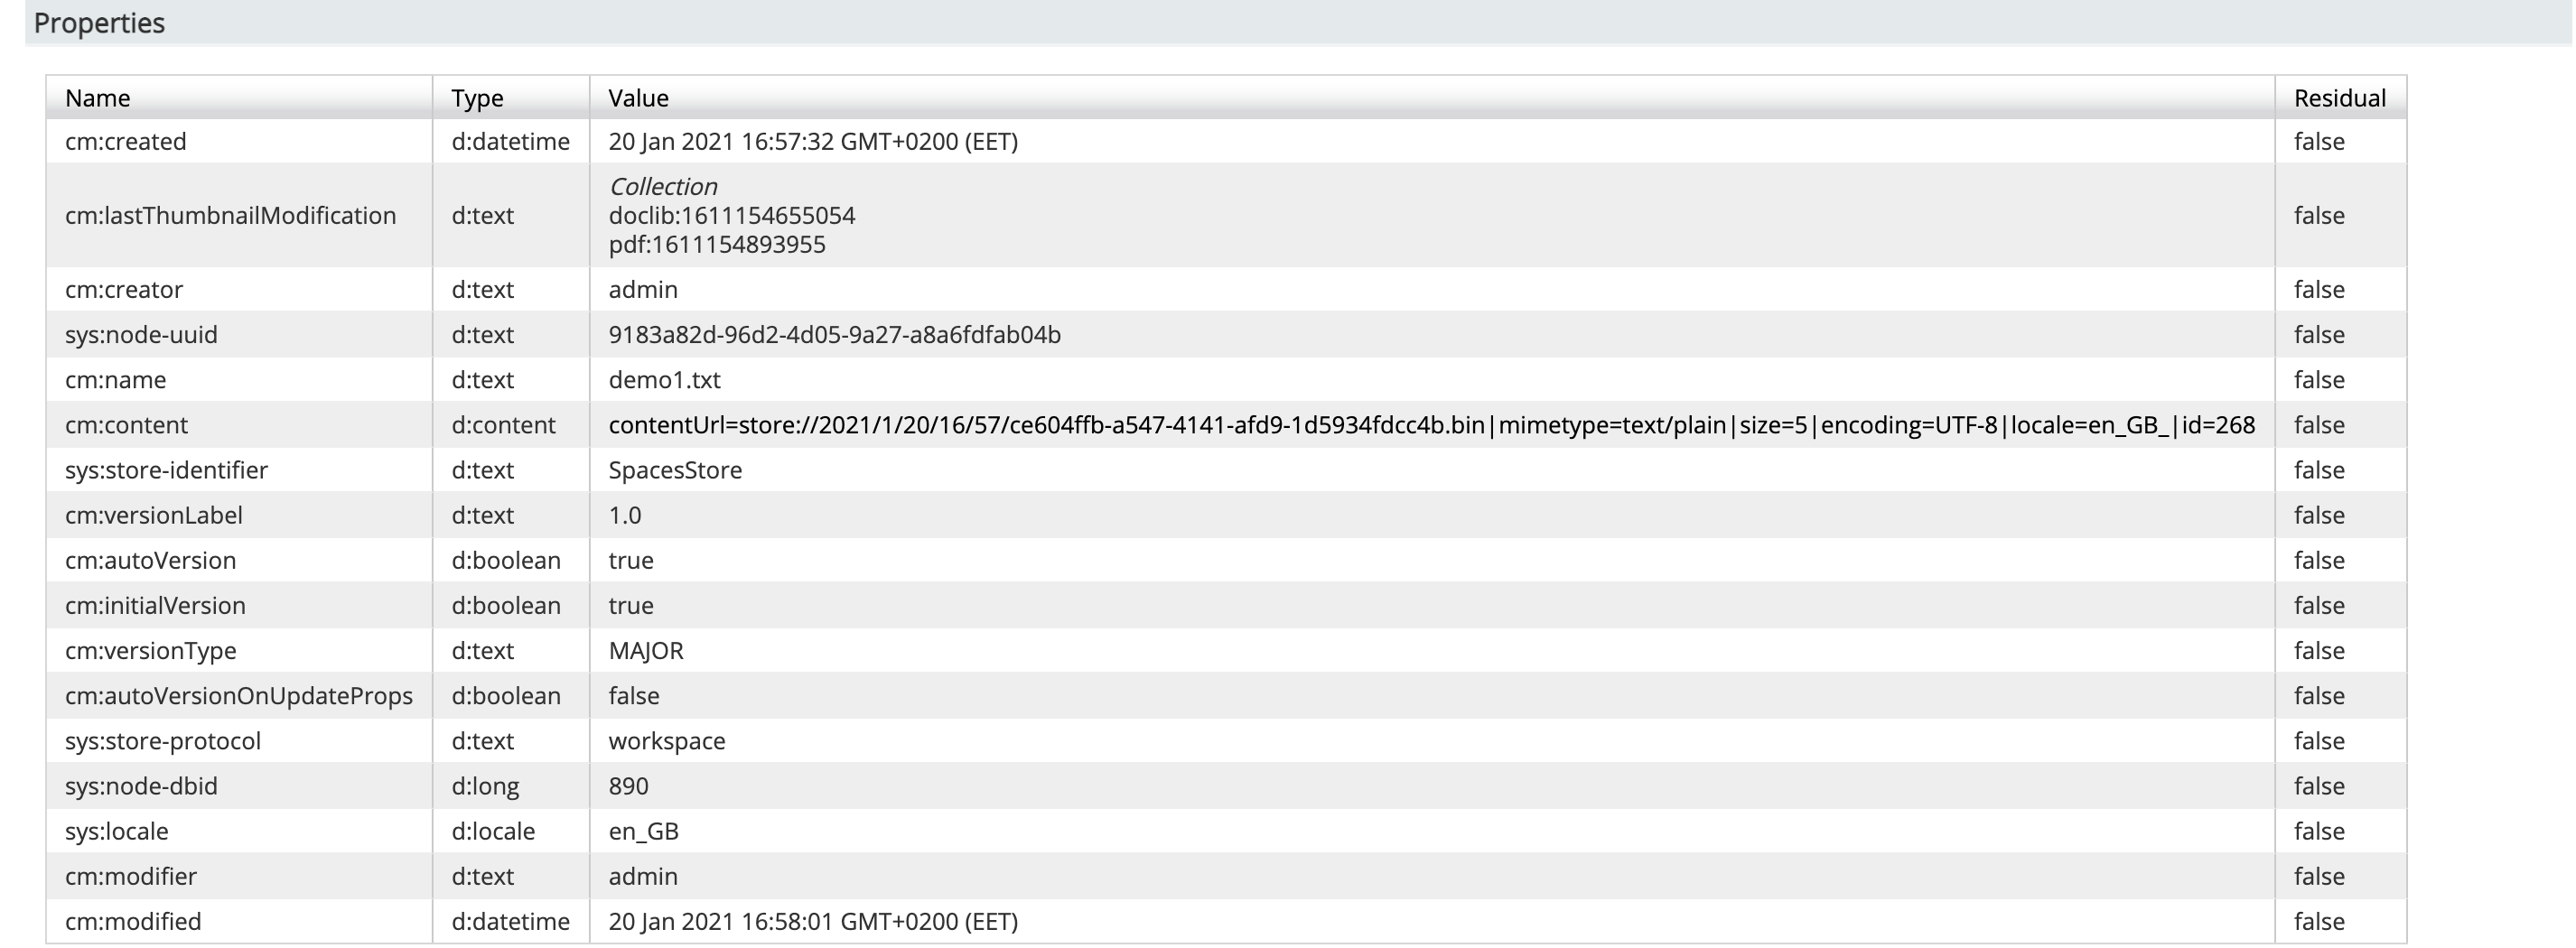 Properties
Name Type Value Residual
cm:created d:datetime 20 Jan 2021 16:57:32 GMT+0200 (EET) false
cm:lastThumbnailModification d:text Collection false
doclib:1611154655054
pdf:1611154893955
cm:creator d:text admin false
sys:node-uuid d:text 9183a82d-96d2-4d05-9a27-a8a6fdfab04b false
cm:name d:text demo1.txt false
cm:content d:content contentUrl=store://2021/1/20/16/57/ce604ffb-a547-4141-afd9-1d5934fdcc4b.bin|mimetype=text/plain|size=5|encoding=UTF-8|locale=en_GB_|id=268 false
sys:store-identifier d:text SpacesStore false
cm:versionLabel d:text 1.0 false
cm:autoVersion d:boolean true false
cm:initialVersion d:boolean true false
cm:versionType d:text MAJOR false
cm:autoVersionOnUpdateProps d:boolean false false
sys:store-protocol d:text workspace false
sys:node-dbid d:long 890 false
sys:locale d:locale en_GB false
cm:modifier d:text admin false
cm:modified d:datetime 20 Jan 2021 16:58:01 GMT+0200 (EET) false